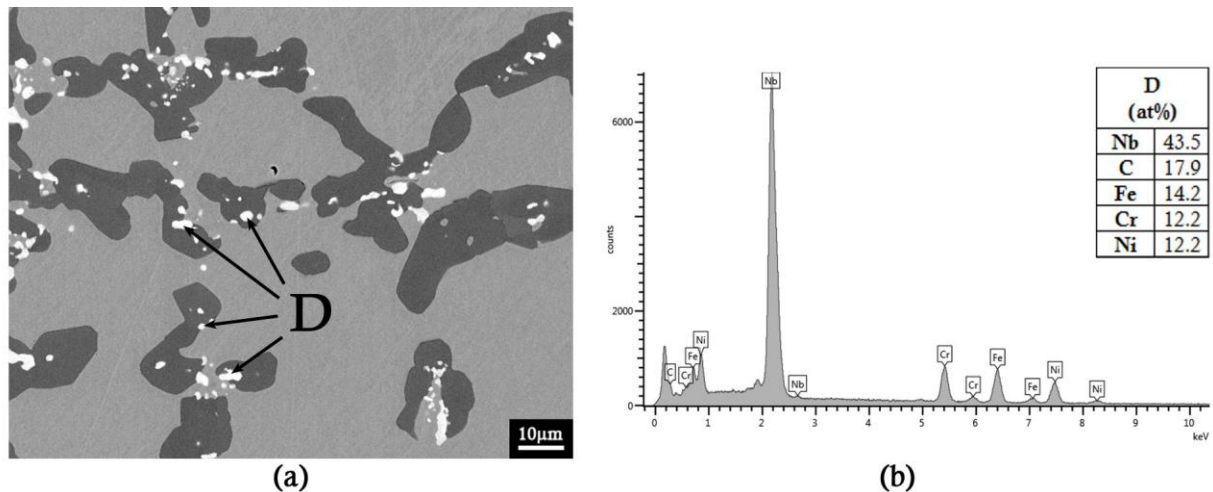 D
10μm
(a)
counts
6000
2000
0
Nb
C
Cr
Fe
Ni
Nb
Cr
Cr
Fe
Fe
Ni
Ni
0 1 2 3 4 5 6 7 8 9 10
keV
D
(at%)
Nb 43.5
C 17.9
Fe 14.2
Cr 12.2
Ni 12.2
(b)